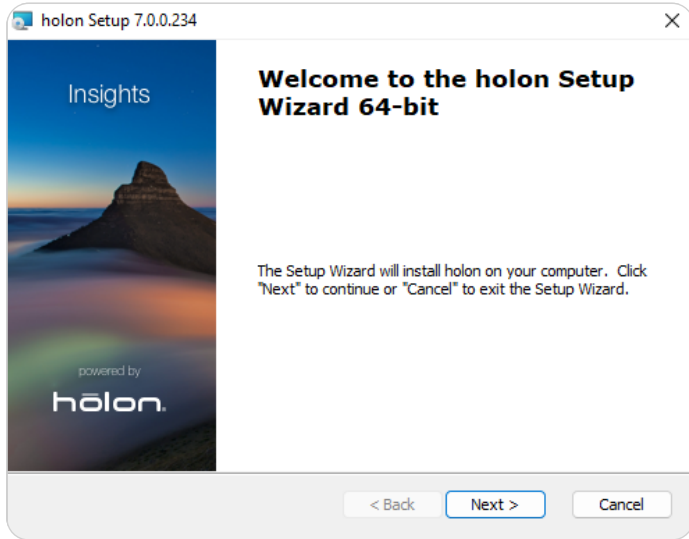 holon Setup 7.0.0.234
Insights
powered by
hōlon.
Welcome to the holon Setup
Wizard 64-bit
The Setup Wizard will install holon on your computer.  Click
"Next" to continue or "Cancel" to exit the Setup Wizard.
< Back
Next >
Cancel